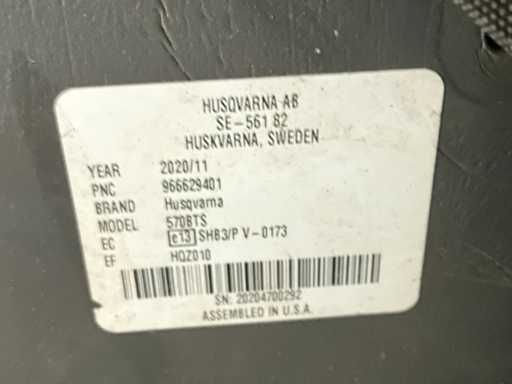 HUSQVARNA AB
SE-561 82
HUSKVARNA, SWEDEN
YEAR 2020/11
PNC 966629401
BRAND Husqvarna
MODEL 570BTS
EC e13 SHB3/P V-0173
EF HQZ010
SN: 20204700292
ASSEMBLED IN U.S.A.